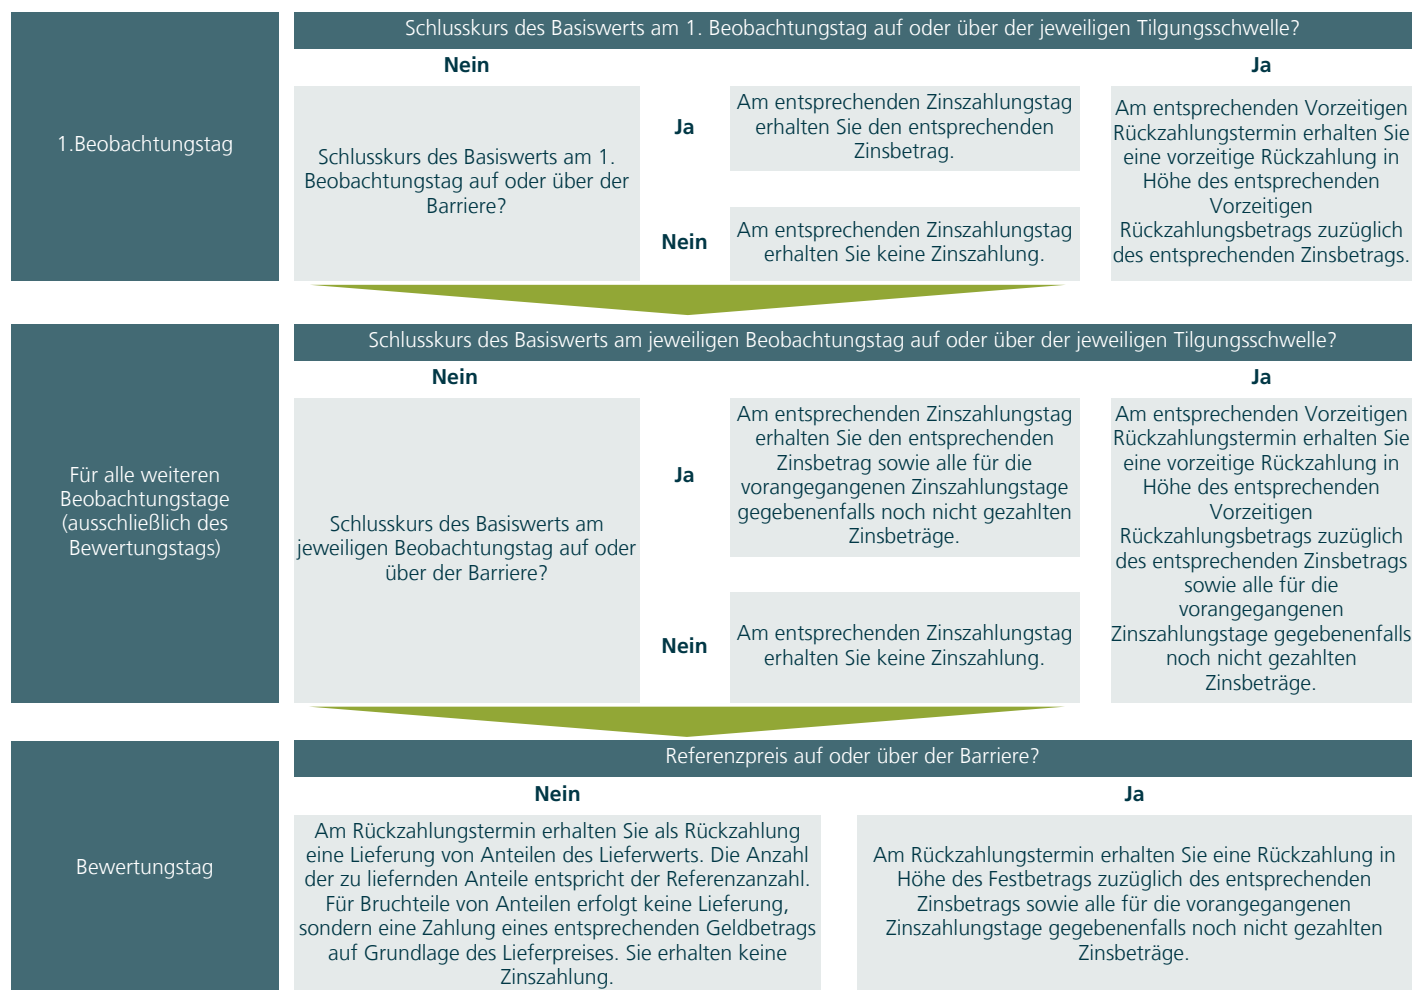 Schlusskurs des Basiswerts am 1. Beobachtungstag auf oder über der jeweiligen Tilgungsschwelle?
Nein
Ja
1.Beobachtungstag
Schlusskurs des Basiswerts am 1.
Beobachtungstag auf oder über der
Barriere?
Ja
Am entsprechenden Zinszahlungstag
erhalten Sie den entsprechenden
Zinsbetrag.
Nein
Am entsprechenden Zinszahlungstag
erhalten Sie keine Zinszahlung.
Am entsprechenden Vorzeitigen
Rückzahlungstermin erhalten Sie
eine vorzeitige Rückzahlung in
Höhe des entsprechenden
Vorzeitigen
Rückzahlungsbetrags zuzüglich
des entsprechenden Zinsbetrags.
Schlusskurs des Basiswerts am jeweiligen Beobachtungstag auf oder über der jeweiligen Tilgungsschwelle?
Nein
Ja
Für alle weiteren
Beobachtungstage
(ausschließlich des
Bewertungstags)
Schlusskurs des Basiswerts am
jeweiligen Beobachtungstag auf oder
über der Barriere?
Ja
Am entsprechenden Zinszahlungstag
erhalten Sie den entsprechenden
Zinsbetrag sowie alle für die
vorangegangenen Zinszahlungstage
gegebenenfalls noch nicht gezahlten
Zinsbeträge.
Nein
Am entsprechenden Zinszahlungstag
erhalten Sie keine Zinszahlung.
Am entsprechenden Vorzeitigen
Rückzahlungstermin erhalten Sie
eine vorzeitige Rückzahlung in
Höhe des entsprechenden
Vorzeitigen
Rückzahlungsbetrags zuzüglich
des entsprechenden Zinsbetrags
sowie alle für die
vorangegangenen
Zinszahlungstage gegebenenfalls
noch nicht gezahlten
Zinsbeträge.
Referenzpreis auf oder über der Barriere?
Nein
Ja
Bewertungstag
Am Rückzahlungstermin erhalten Sie als Rückzahlung
eine Lieferung von Anteilen des Lieferwerts. Die Anzahl
der zu liefernden Anteile entspricht der Referenzanzahl.
Für Bruchteile von Anteilen erfolgt keine Lieferung,
sondern eine Zahlung eines entsprechenden Geldbetrags
auf Grundlage des Lieferpreises. Sie erhalten keine
Zinszahlung.
Am Rückzahlungstermin erhalten Sie eine Rückzahlung in
Höhe des Festbetrags zuzüglich des entsprechenden
Zinsbetrags sowie alle für die vorangegangenen
Zinszahlungstage gegebenenfalls noch nicht gezahlten
Zinsbeträge.